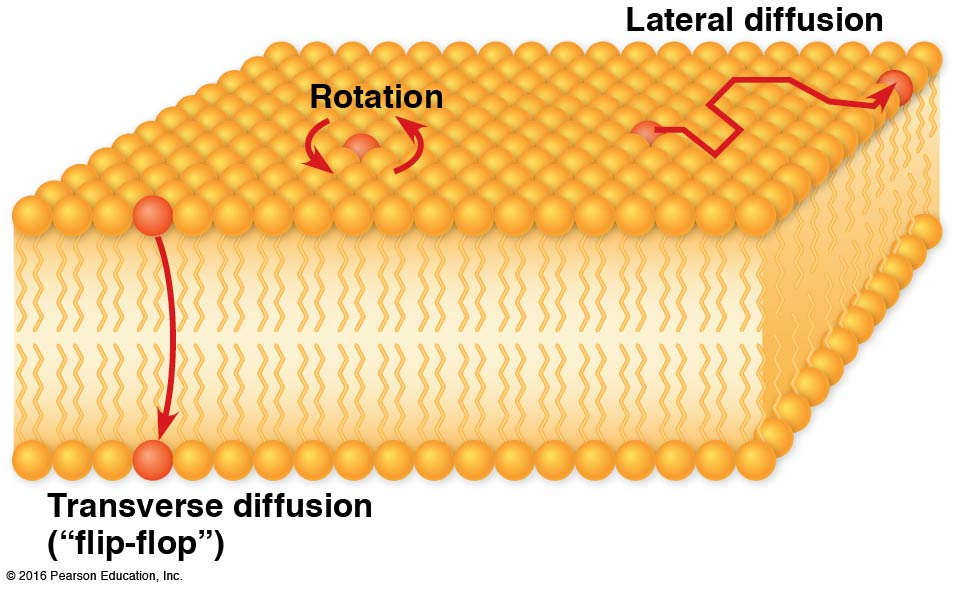 Lateral diffusion
Rotation
Transverse diffusion
(“flip-flop”)
© 2016 Pearson Education, Inc.